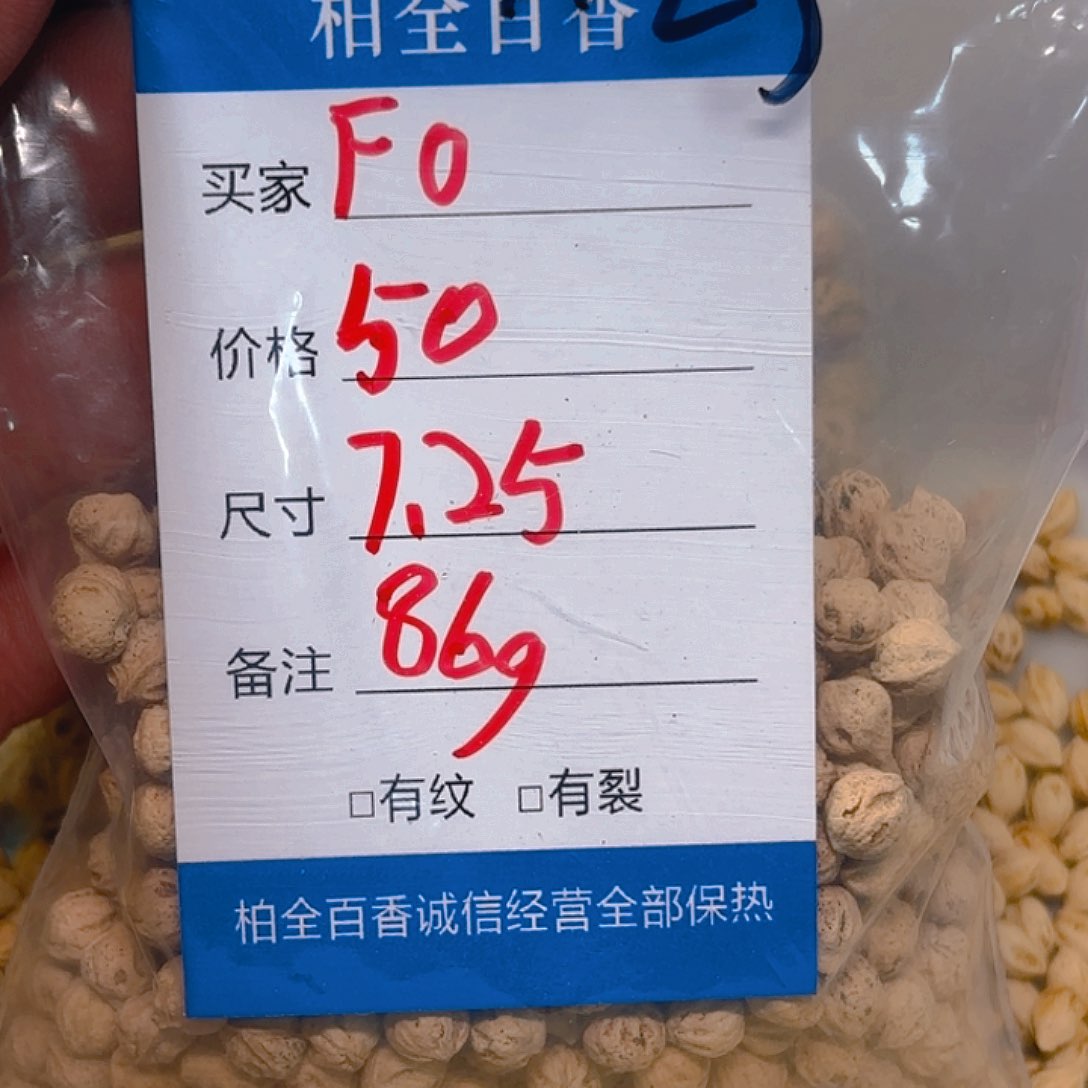 柏全百香
买家 FO
价格 50
尺寸 7.25
备注 86g
□有纹 □有裂
柏全百香诚信经营全部保热